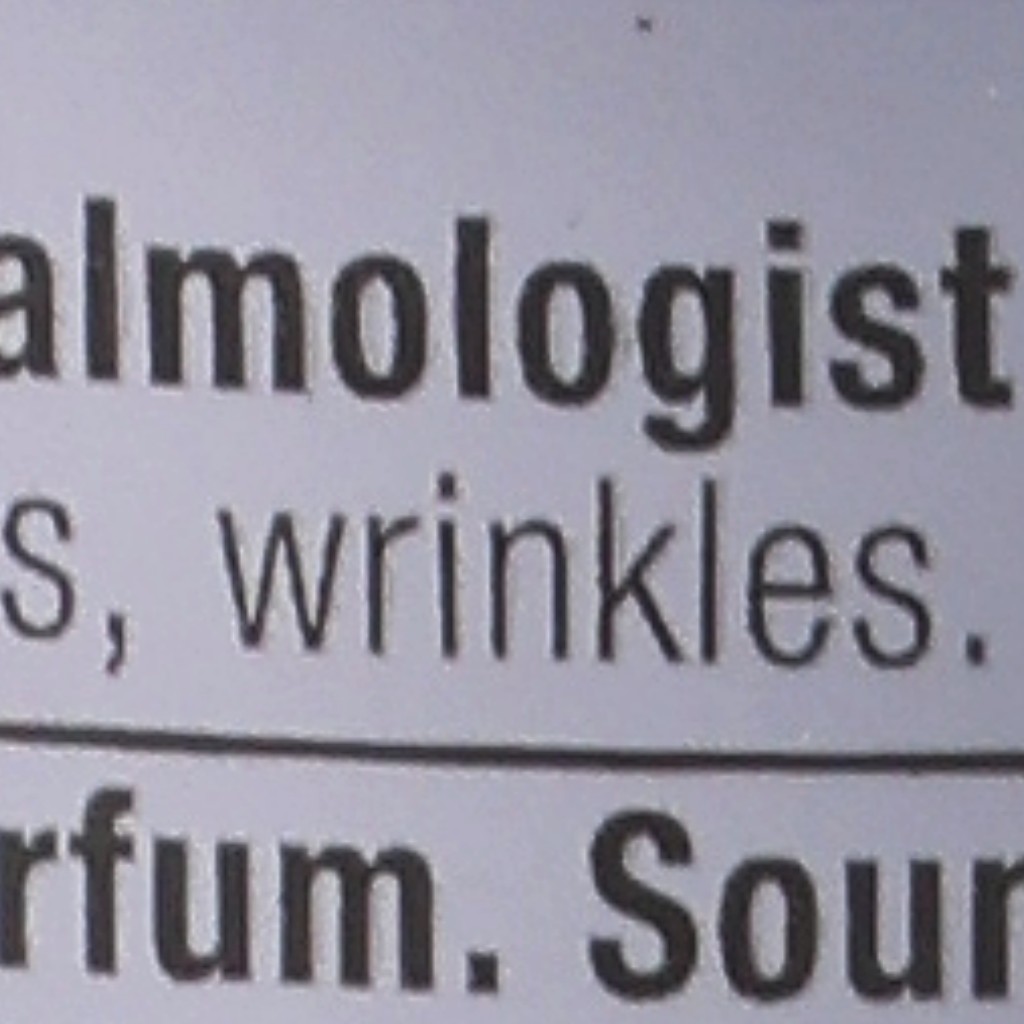 almologist
s, wrinkles.
rfum. Sour